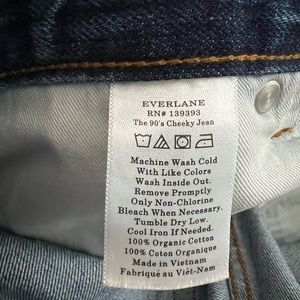 EVERLANE
RN# 139393
The 90's Cheeky Jean
Machine Wash Cold
With Like Colors
Wash Inside Out.
Remove Promptly
Only Non-Chlorine
Bleach When Necessary.
Tumble Dry Low.
Cool Iron If Needed.
100% Organic Cotton
100% Coton Organique
Made in Vietnam
Fabriqué au Viêt-Nam